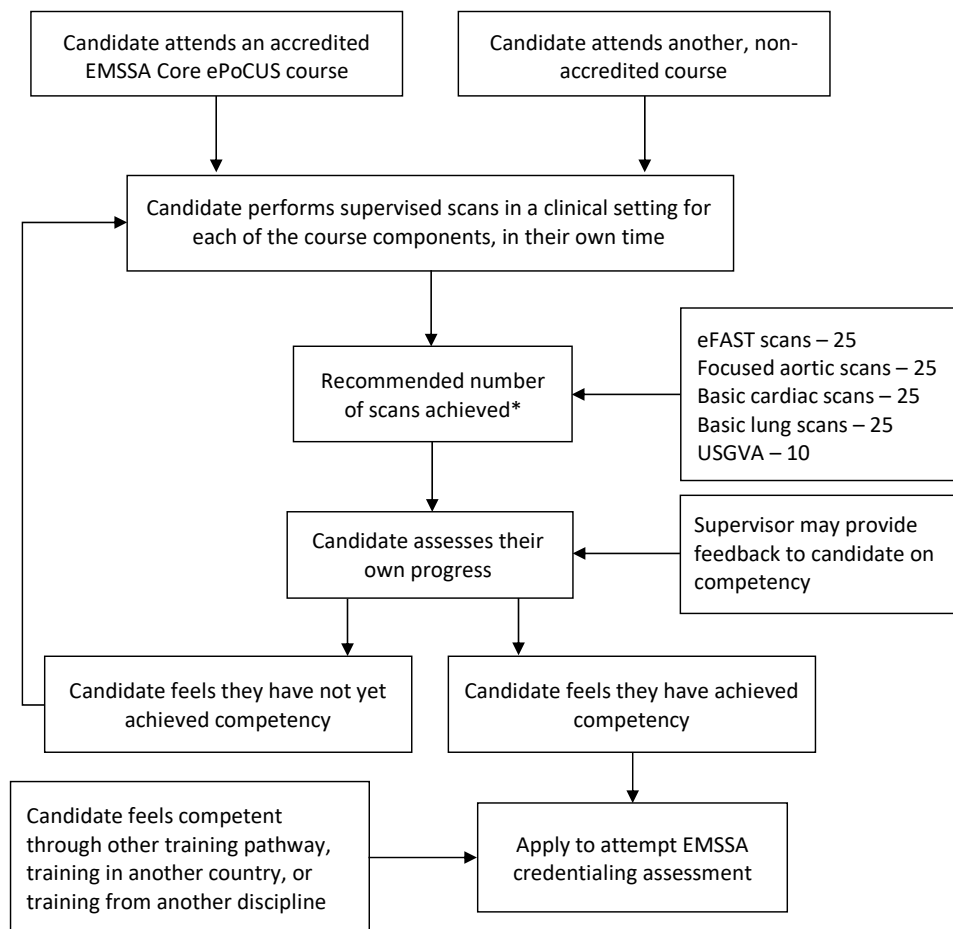 Candidate attends an accredited
EMSSA Core ePoCUS course
Candidate attends another, non-
accredited course
Candidate performs supervised scans in a clinical setting for
each of the course components, in their own time
Recommended number
of scans achieved*
eFAST scans – 25
Focused aortic scans – 25
Basic cardiac scans – 25
Basic lung scans – 25
USGVA – 10
Candidate assesses their
own progress
Supervisor may provide
feedback to candidate on
competency
Candidate feels they have not yet
achieved competency
Candidate feels they have achieved
competency
Candidate feels competent
through other training pathway,
training in another country, or
training from another discipline
Apply to attempt EMSSA
credentialing assessment